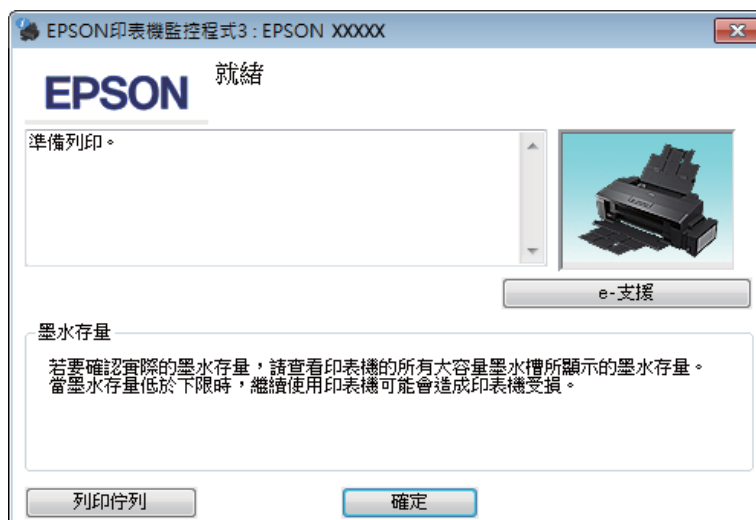 EPSON印表機監控程式3 : EPSON XXXXX
EPSON
就緒
準備列印。
e-支援
墨水存量
若要確認實際的墨水存量，請查看印表機的所有大容量墨水槽所顯示的墨水存量。
當墨水存量低於下限時，繼續使用印表機可能會造成印表機受損。
列印佇列
確定